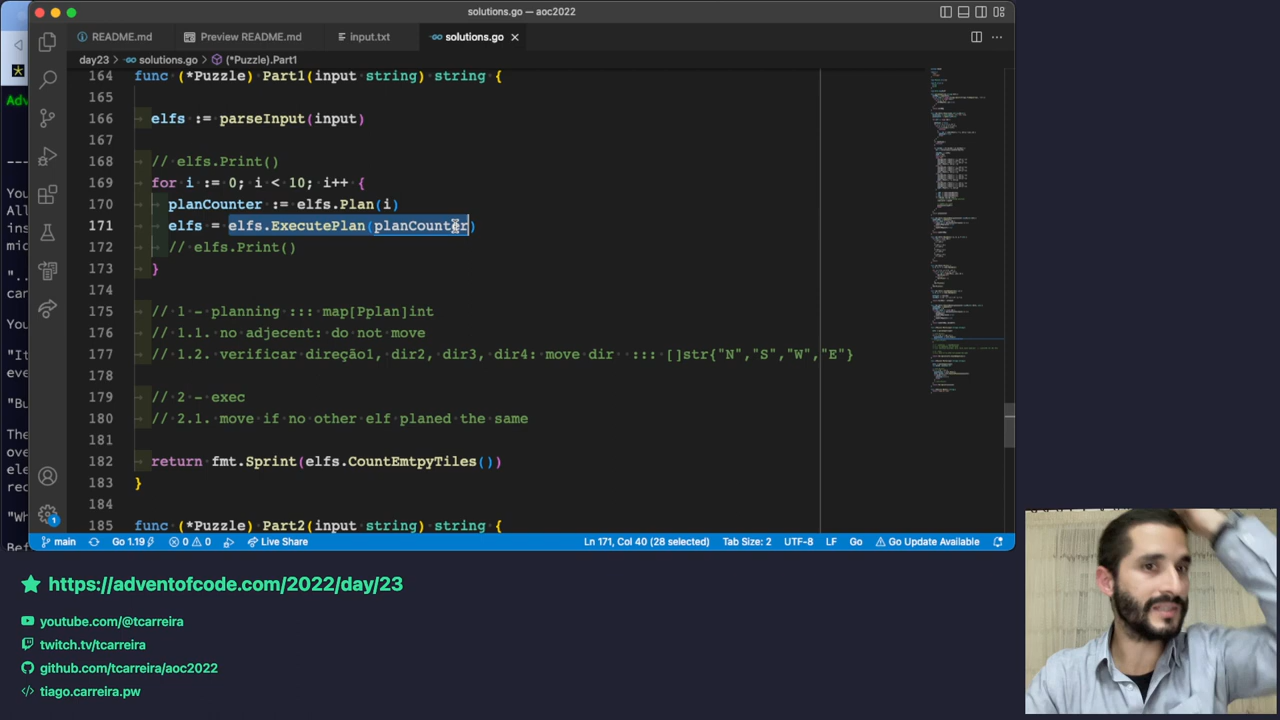 solutions.go — aoc2022
README.md
Preview README.md
input.txt
solutions.go
day23 > solutions.go > (*Puzzle).Part1
164 func (*Puzzle) Part1(input string) string {
165
166 elfs := parseInput(input)
167
168 // elfs.Print()
169 for i := 0; i < 10; i++ {
170 planCounter := elfs.Plan(i)
171 elfs = elfs.ExecutePlan(planCounter)
172 // elfs.Print()
173 }
174
175 // 1 - planning ::: map[Pplan]int
176 // 1.1. no adjecent: do not move
177 // 1.2. verificar direção1, dir2, dir3, dir4: move dir ::: []str{"N","S","W","E"}
178
179 // 2 - exec
180 // 2.1. move if no other elf planed the same
181
182 return fmt.Sprint(elfs.CountEmtpyTiles())
183 }
184
185 func (*Puzzle) Part2(input string) string {
main Go 1.19 0 0 Live Share Ln 171, Col 40 (28 selected) Tab Size: 2 UTF-8 LF Go Go Update Available
https://adventofcode.com/2022/day/23
youtube.com/@tcarreira
twitch.tv/tcarreira
github.com/tcarreira/aoc2022
tiago.carreira.pw